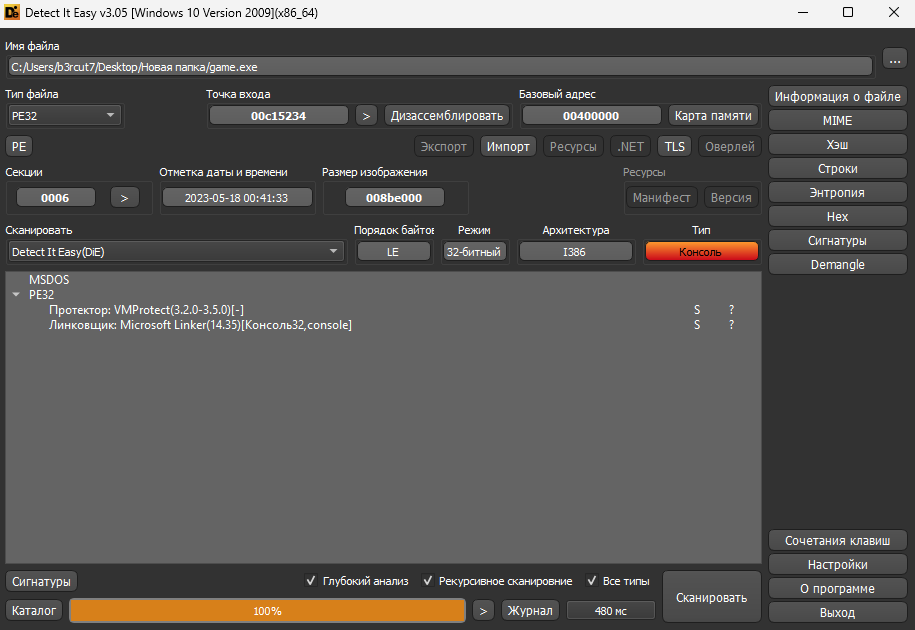 Detect It Easy v3.05 [Windows 10 Version 2009](x86_64)
Имя файла
C:/Users/b3rcut7/Desktop/Новая папка/game.exe
...
Тип файла
Точка входа
Базовый адрес
PE32
00c15234
>
Дизассемблировать
00400000
Карта памяти
Информация о файле
MIME
Хэш
Строки
Энтропия
Hex
Сигнатуры
Demangle
PE
Экспорт
Импорт
Ресурсы
.NET
TLS
Оверлей
Секции
Отметка даты и времени
Размер изображения
Ресурсы
0006
>
2023-05-18 00:41:33
008be000
Манифест
Версия
Сканировать
Порядок байтов
Режим
Архитектура
Тип
Detect It Easy(DiE)
LE
32-битный
I386
Консоль
MSDOS
PE32
Протектор: VMProtect(3.2.0-3.5.0)[-] S ?
Линковщик: Microsoft Linker(14.35)[Консоль32,console] S ?
Сочетания клавиш
Настройки
О программе
Выход
Сигнатуры
Глубокий анализ
Рекурсивное сканировние
Все типы
Сканировать
Каталог
100%
>
Журнал
480 мс